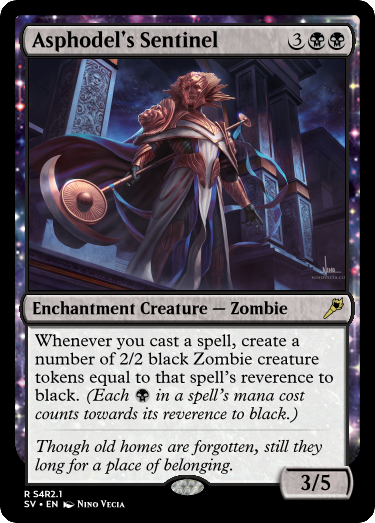 Asphodel's Sentinel 3
Enchantment Creature — Zombie
Whenever you cast a spell, create a
number of 2/2 black Zombie creature
tokens equal to that spell's reverence to
black. (Each in a spell's mana cost
counts towards its reverence to black.)
Though old homes are forgotten, still they
long for a place of belonging.
3/5
R S4R2.1
SV • EN Nino Vecia